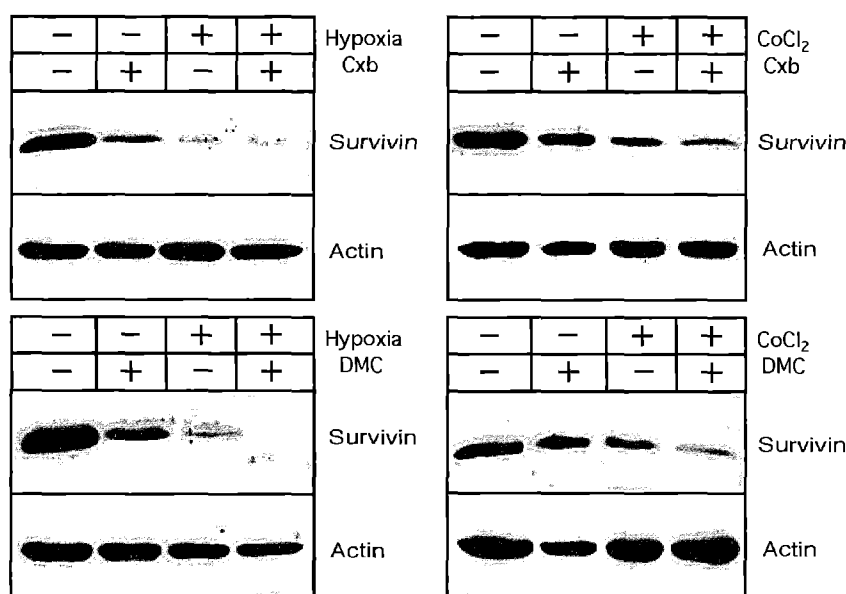 − − + + Hypoxia
− + − + Cxb
Survivin
Actin
− − + + CoCl₂
− + − + Cxb
Survivin
Actin
− − + + Hypoxia
− + − + DMC
Survivin
Actin
− − + + CoCl₂
− + − + DMC
Survivin
Actin